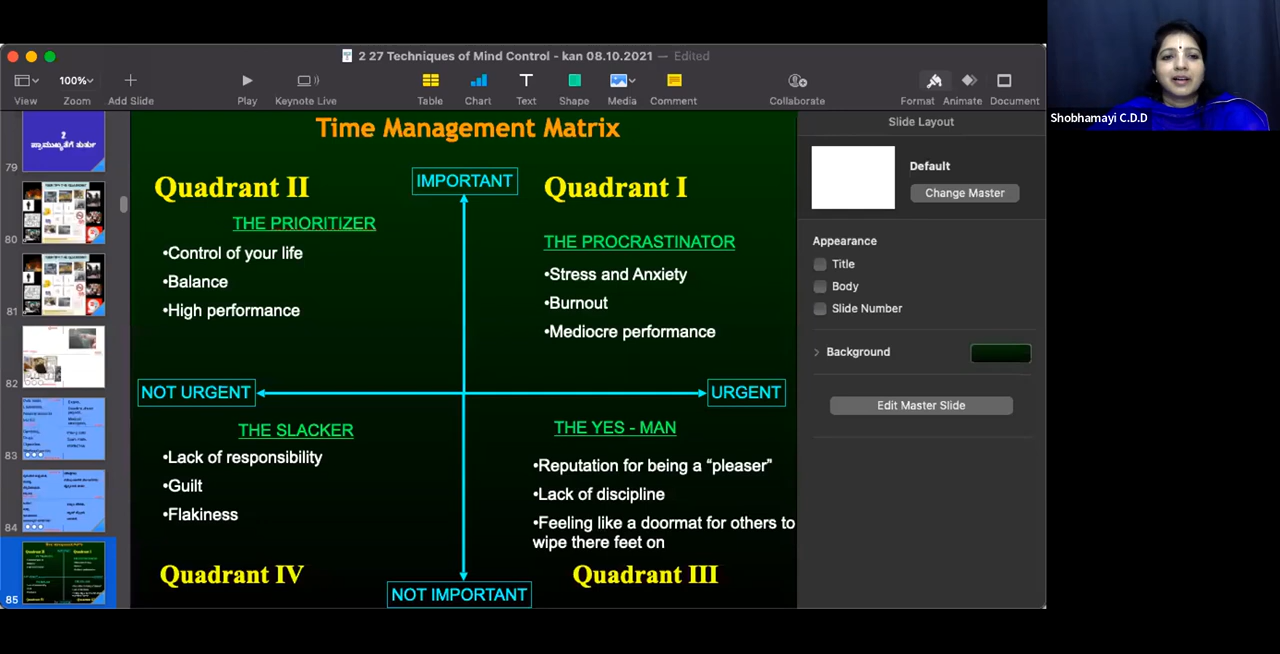 2 27 Techniques of Mind Control - kan 08.10.2021 — Edited
100%
View Zoom Add Slide Play Keynote Live Table Chart Text Shape Media Comment Collaborate Format Animate Document
Shobhamayi C.D.D
79
2
ಪ್ರಾಮುಖ್ಯತೆಗೆ ತುರ್ತು
80
81
82
83
84
85
Time Management Matrix
IMPORTANT
Quadrant II
THE PRIORITIZER
•Control of your life
•Balance
•High performance
Quadrant I
THE PROCRASTINATOR
•Stress and Anxiety
•Burnout
•Mediocre performance
NOT URGENT
URGENT
THE SLACKER
•Lack of responsibility
•Guilt
•Flakiness
Quadrant IV
THE YES - MAN
•Reputation for being a “pleaser”
•Lack of discipline
•Feeling like a doormat for others to
wipe there feet on
Quadrant III
NOT IMPORTANT
Slide Layout
Default
Change Master
Appearance
Title
Body
Slide Number
Background
Edit Master Slide